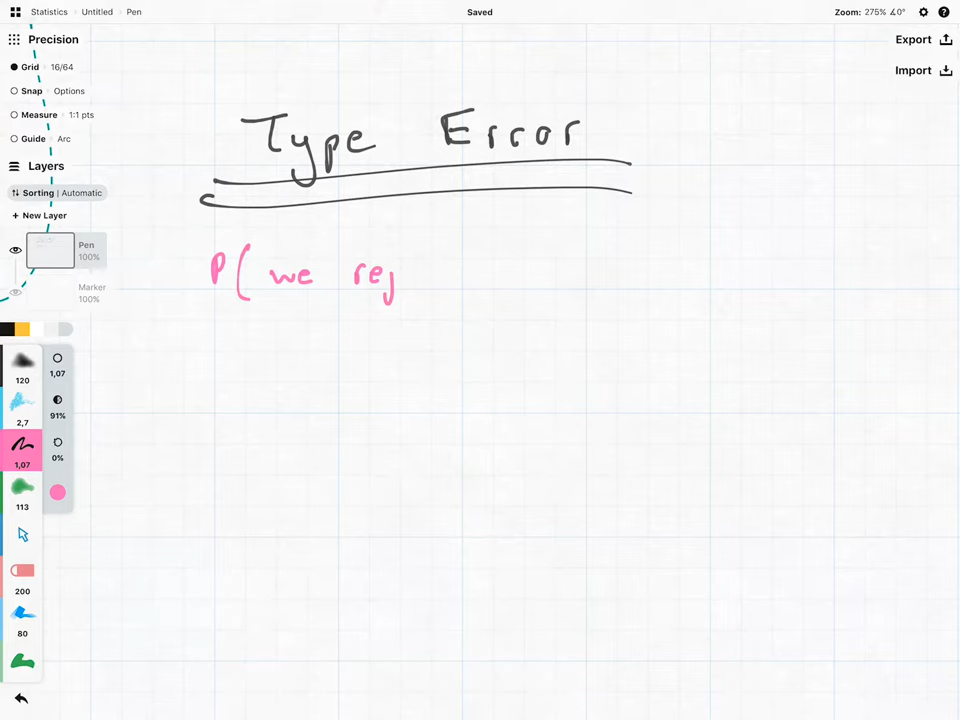 Statistics › Untitled › Pen
Saved
Zoom: 275% ∡0°
Precision
Grid › 16/64
Snap › Options
Measure › 1:1 pts
Guide › Arc
Layers
Sorting | Automatic
+ New Layer
Pen
100%
Marker
100%
120
2,7
1,07
113
200
80
1,07
91%
0%
Export
Import
Type Error
P( we rej